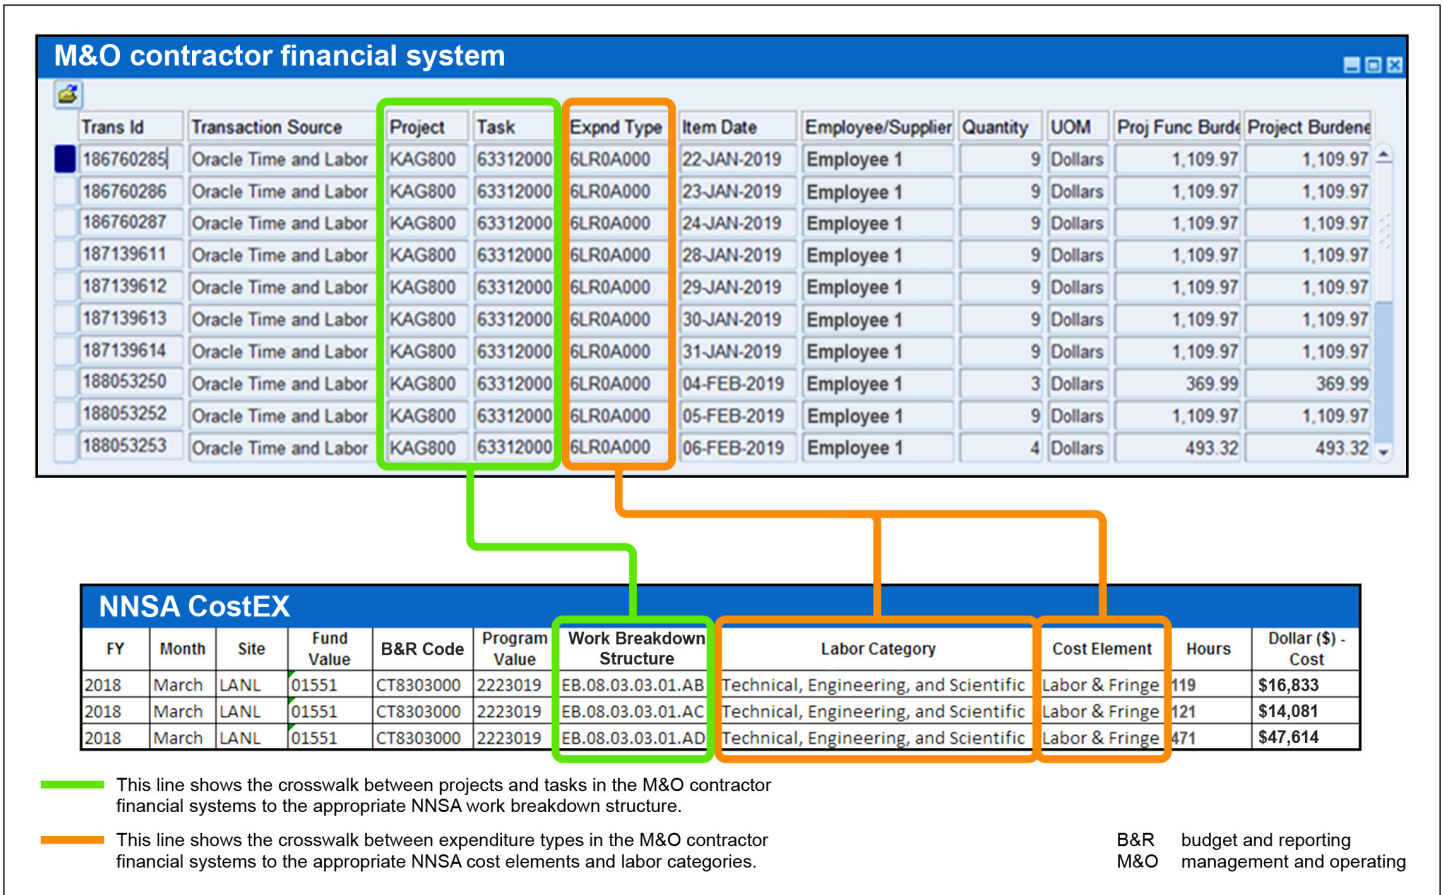 M&O contractor financial system
Trans Id Transaction Source Project Task Expnd Type Item Date Employee/Supplier Quantity UOM Proj Func Burde Project Burdene
186760285 Oracle Time and Labor KAG800 63312000 6LR0A000 22-JAN-2019 Employee 1 9 Dollars 1,109.97 1,109.97
186760286 Oracle Time and Labor KAG800 63312000 6LR0A000 23-JAN-2019 Employee 1 9 Dollars 1,109.97 1,109.97
186760287 Oracle Time and Labor KAG800 63312000 6LR0A000 24-JAN-2019 Employee 1 9 Dollars 1,109.97 1,109.97
187139611 Oracle Time and Labor KAG800 63312000 6LR0A000 28-JAN-2019 Employee 1 9 Dollars 1,109.97 1,109.97
187139612 Oracle Time and Labor KAG800 63312000 6LR0A000 29-JAN-2019 Employee 1 9 Dollars 1,109.97 1,109.97
187139613 Oracle Time and Labor KAG800 63312000 6LR0A000 30-JAN-2019 Employee 1 9 Dollars 1,109.97 1,109.97
187139614 Oracle Time and Labor KAG800 63312000 6LR0A000 31-JAN-2019 Employee 1 9 Dollars 1,109.97 1,109.97
188053250 Oracle Time and Labor KAG800 63312000 6LR0A000 04-FEB-2019 Employee 1 3 Dollars 369.99 369.99
188053252 Oracle Time and Labor KAG800 63312000 6LR0A000 05-FEB-2019 Employee 1 9 Dollars 1,109.97 1,109.97
188053253 Oracle Time and Labor KAG800 63312000 6LR0A000 06-FEB-2019 Employee 1 4 Dollars 493.32 493.32
NNSA CostEX
FY Month Site Fund Value B&R Code Program Value Work Breakdown Structure Labor Category Cost Element Hours Dollar ($) - Cost
2018 March LANL 01551 CT8303000 2223019 EB.08.03.03.01.AB Technical, Engineering, and Scientific Labor & Fringe 119 $16,833
2018 March LANL 01551 CT8303000 2223019 EB.08.03.03.01.AC Technical, Engineering, and Scientific Labor & Fringe 121 $14,081
2018 March LANL 01551 CT8303000 2223019 EB.08.03.03.01.AD Technical, Engineering, and Scientific Labor & Fringe 471 $47,614
This line shows the crosswalk between projects and tasks in the M&O contractor
financial systems to the appropriate NNSA work breakdown structure.
This line shows the crosswalk between expenditure types in the M&O contractor
financial systems to the appropriate NNSA cost elements and labor categories.
B&R budget and reporting
M&O management and operating